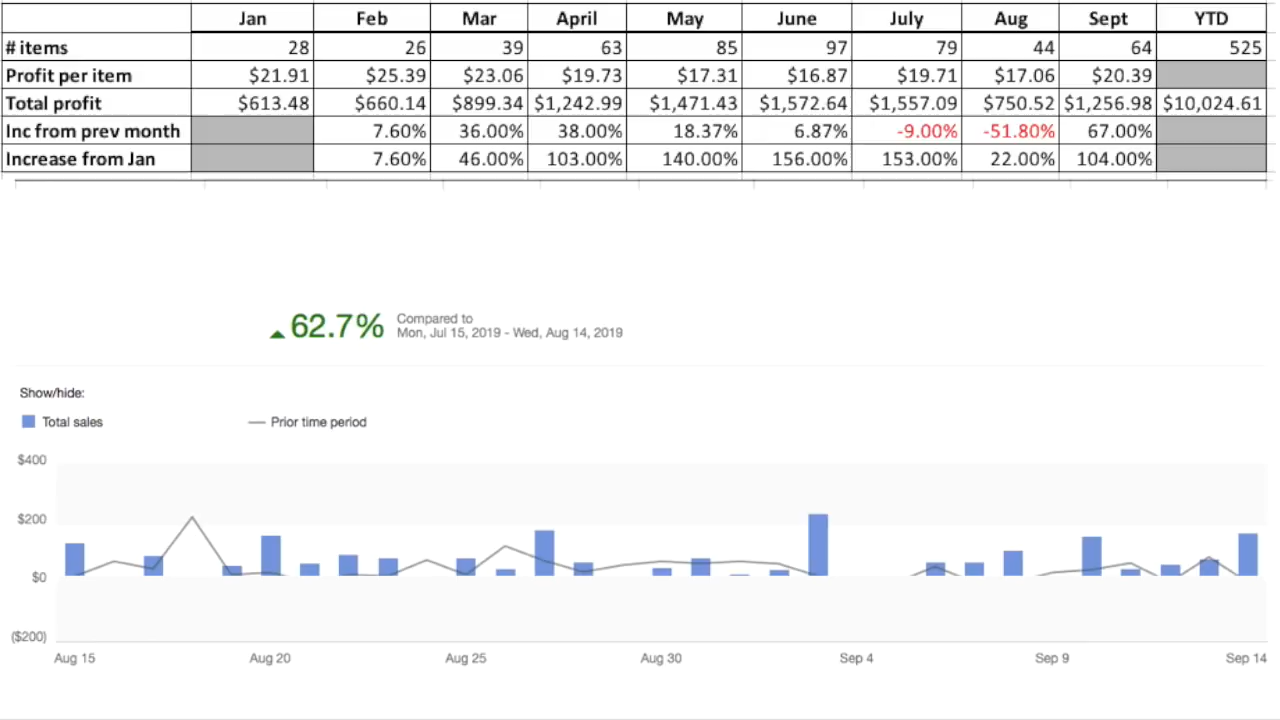 Jan Feb Mar April May June July Aug Sept YTD
# items 28 26 39 63 85 97 79 44 64 525
Profit per item $21.91 $25.39 $23.06 $19.73 $17.31 $16.87 $19.71 $17.06 $20.39
Total profit $613.48 $660.14 $899.34 $1,242.99 $1,471.43 $1,572.64 $1,557.09 $750.52 $1,256.98 $10,024.61
Inc from prev month 7.60% 36.00% 38.00% 18.37% 6.87% -9.00% -51.80% 67.00%
Increase from Jan 7.60% 46.00% 103.00% 140.00% 156.00% 153.00% 22.00% 104.00%
62.7% Compared to
Mon, Jul 15, 2019 - Wed, Aug 14, 2019
Show/hide:
Total sales Prior time period
$400
$200
$0
($200)
Aug 15 Aug 20 Aug 25 Aug 30 Sep 4 Sep 9 Sep 14